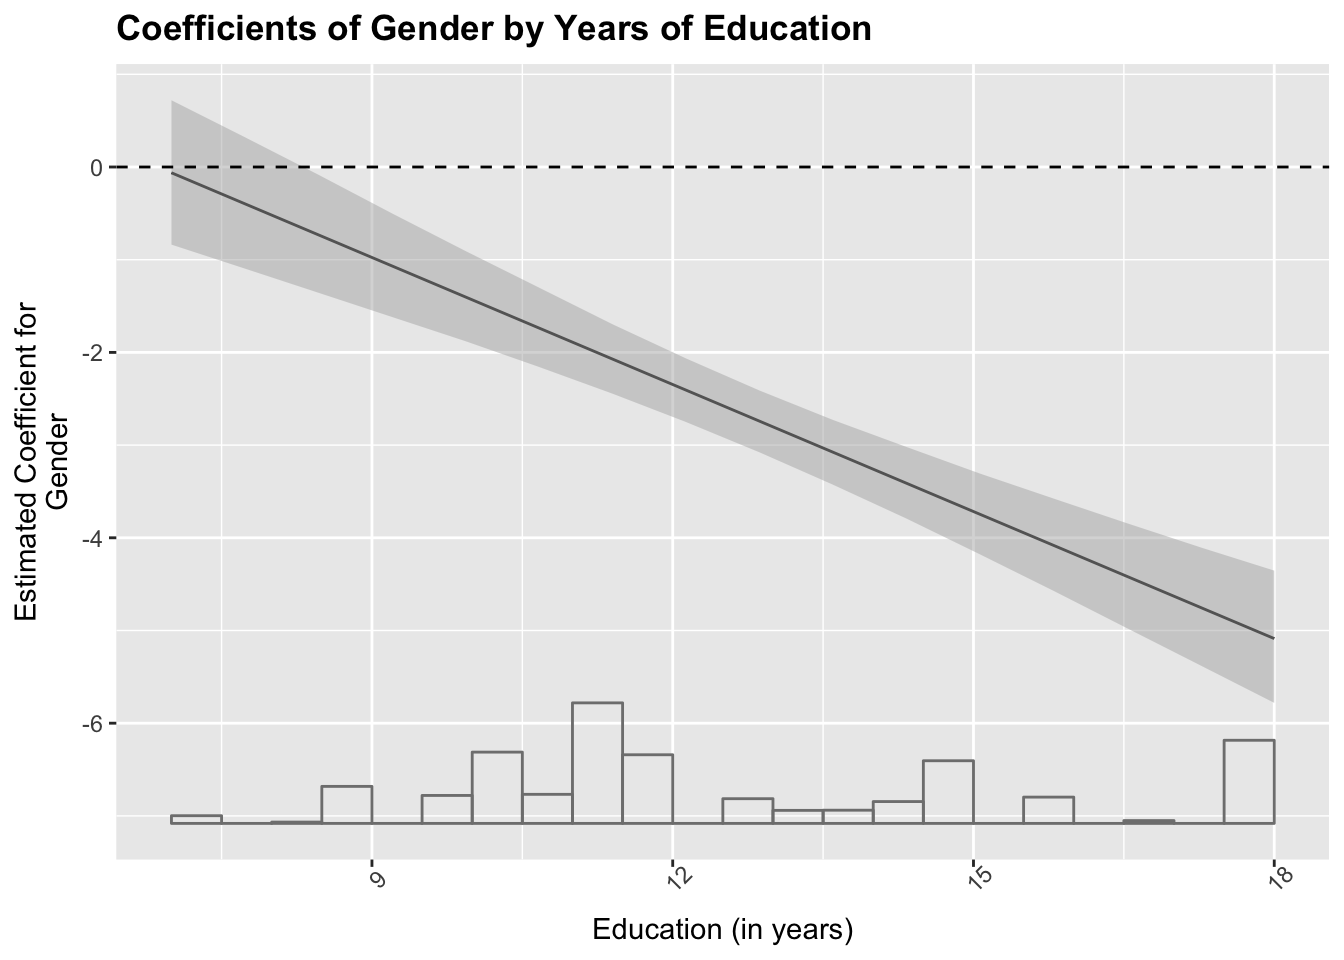 Coefficients of Gender by Years of Education
0
-2
-4
-6
Estimated Coefficient for
Gender
9
12
15
18
Education (in years)